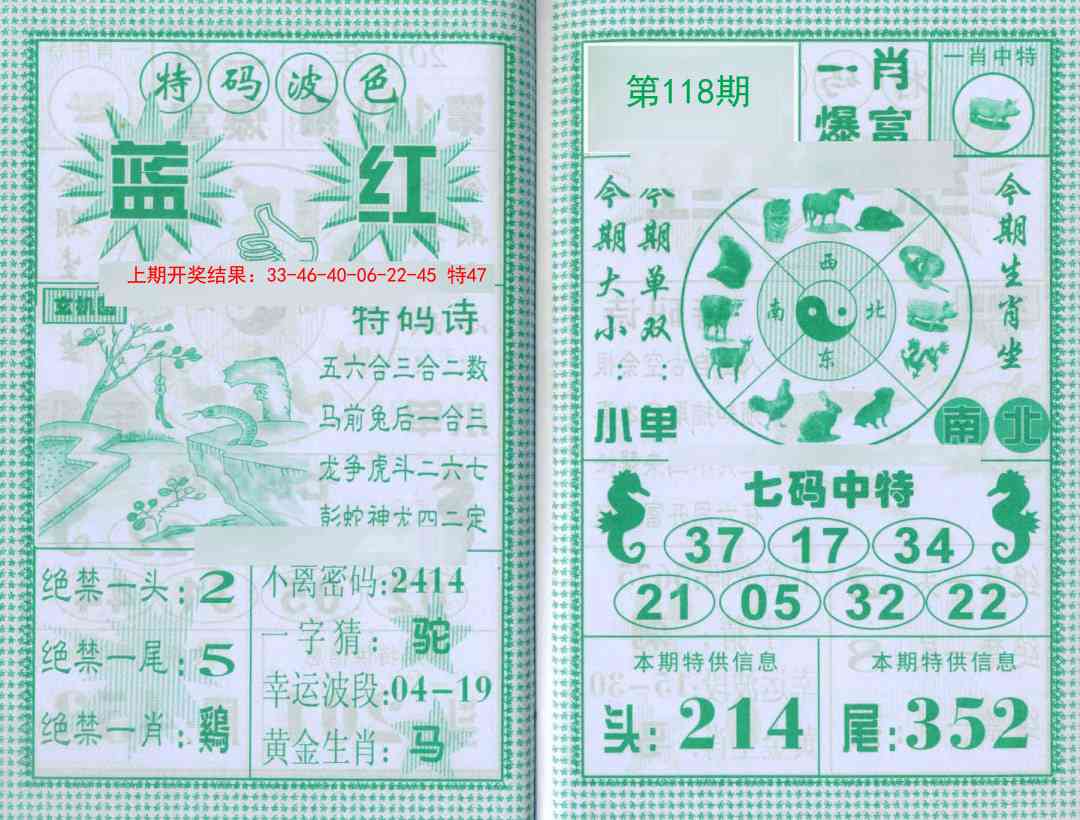 特码波色
蓝 红
上期开奖结果：33-46-40-06-22-45 特47
玄机
特码诗
五六合三合二数
马前兔后一合三
龙争虎斗二六七
彭蛇神龙四二定
绝禁一头：2
绝禁一尾：5
绝禁一肖：鷄
不离密码：2414
一字猜：驼
幸运波段：04-19
黄金生肖：马
第118期
一肖
爆富
一肖中特
今期大小：
小
今期单双：
单
今期生肖坐
南北
西
南 北
东
七码中特
37 17 34
21 05 32 22
本期特供信息
头：214
本期特供信息
尾：352